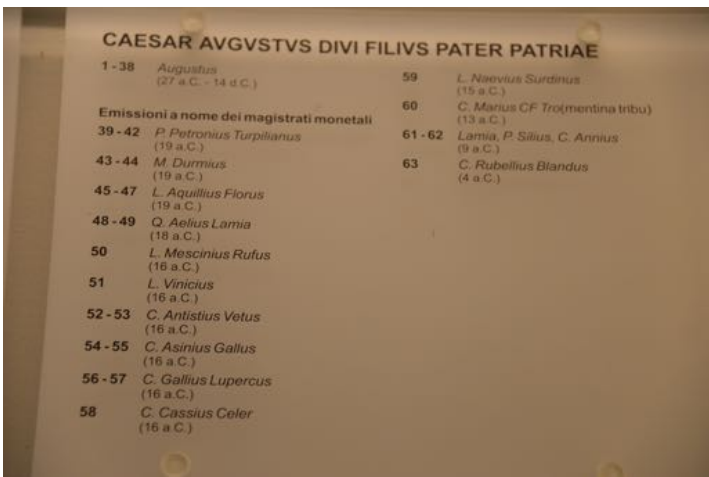 CAESAR AVGVSTVS DIVI FILIVS PATER PATRIAE
1 - 38 Augustus
(27 a.C. - 14 d.C.)
Emissioni a nome dei magistrati monetali
39 - 42 P. Petronius Turpilianus
(19 a.C.)
43 - 44 M. Durmius
(19 a.C.)
45 - 47 L. Aquillius Florus
(19 a.C.)
48 - 49 Q. Aelius Lamia
(18 a.C.)
50 L. Mescinius Rufus
(16 a.C.)
51 L. Vinicius
(16 a.C.)
52 - 53 C. Antistius Vetus
(16 a.C.)
54 - 55 C. Asinius Gallus
(16 a.C.)
56 - 57 C. Gallius Lupercus
(16 a.C.)
58 C. Cassius Celer
(16 a.C.)
59 L. Naevius Surdinus
(15 a.C.)
60 C. Marius CF Tro(mentina tribu)
(13 a.C.)
61 - 62 Lamia, P. Silius, C. Annius
(9 a.C.)
63 C. Rubellius Blandus
(4 a.C.)